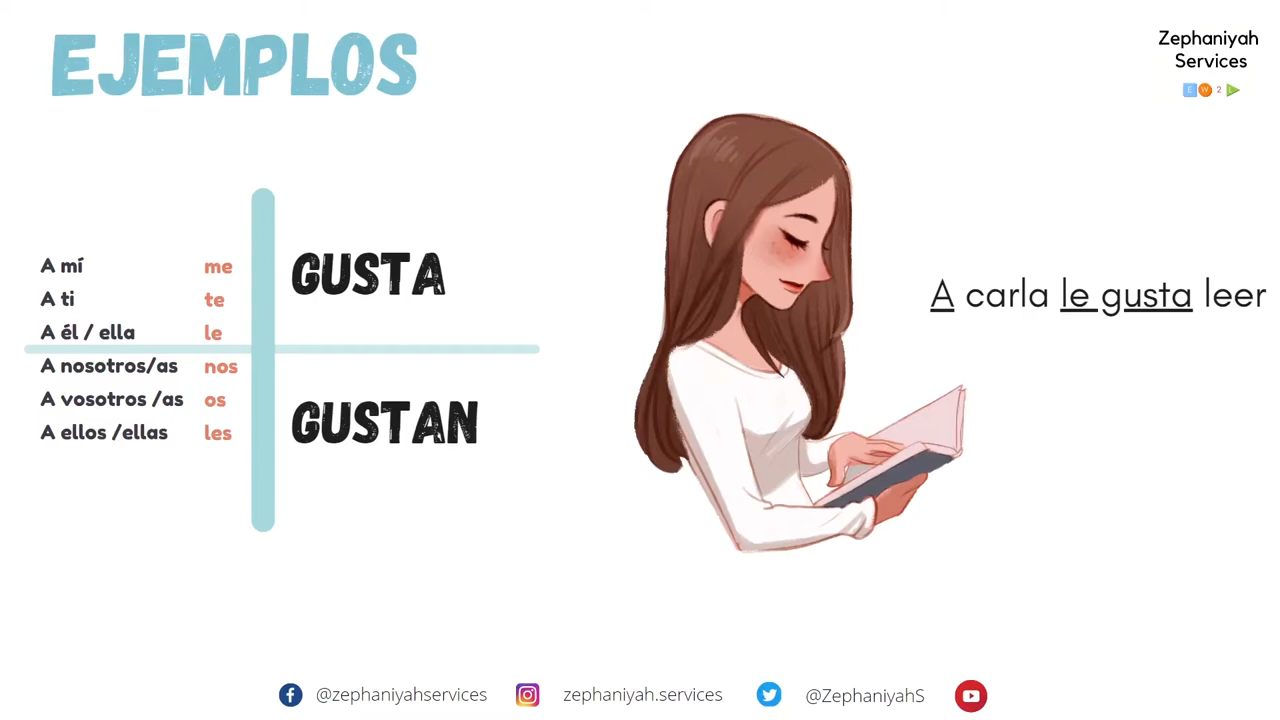 EJEMPLOS
Zephaniyah
Services
E W 2 L
A mí me
A ti te
A él / ella le
A nosotros/as nos
A vosotros /as os
A ellos /ellas les
GUSTA
GUSTAN
A carla le gusta leer
@zephaniyahservices
zephaniyah.services
@ZephaniyahS